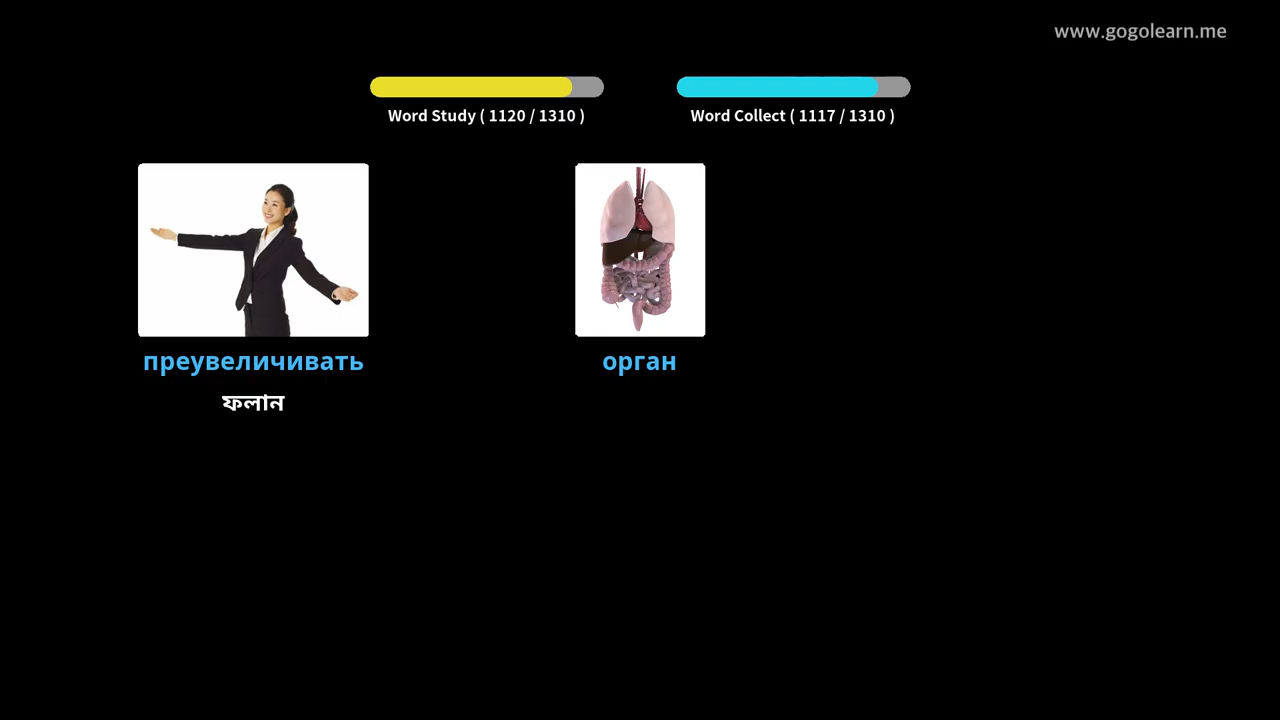 www.gogolearn.me
Word Study ( 1120 / 1310 )
Word Collect ( 1117 / 1310 )
преувеличивать
орган
ফলান